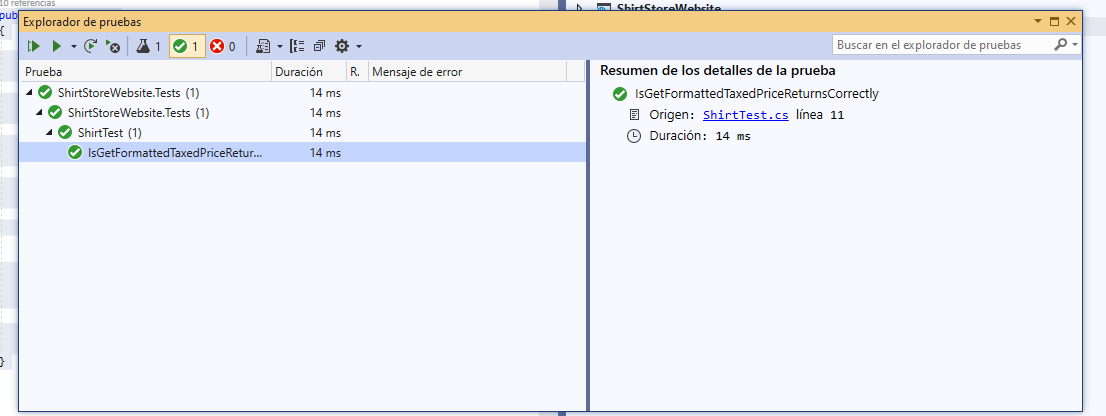 10 referencias
pub
{
ShirtStoreWebsite
Explorador de pruebas
1 1 0
Buscar en el explorador de pruebas
Prueba Duración R. Mensaje de error
ShirtStoreWebsite.Tests (1) 14 ms
ShirtStoreWebsite.Tests (1) 14 ms
ShirtTest (1) 14 ms
IsGetFormattedTaxedPriceRetur... 14 ms
Resumen de los detalles de la prueba
IsGetFormattedTaxedPriceReturnsCorrectly
Origen: ShirtTest.cs línea 11
Duración: 14 ms
}